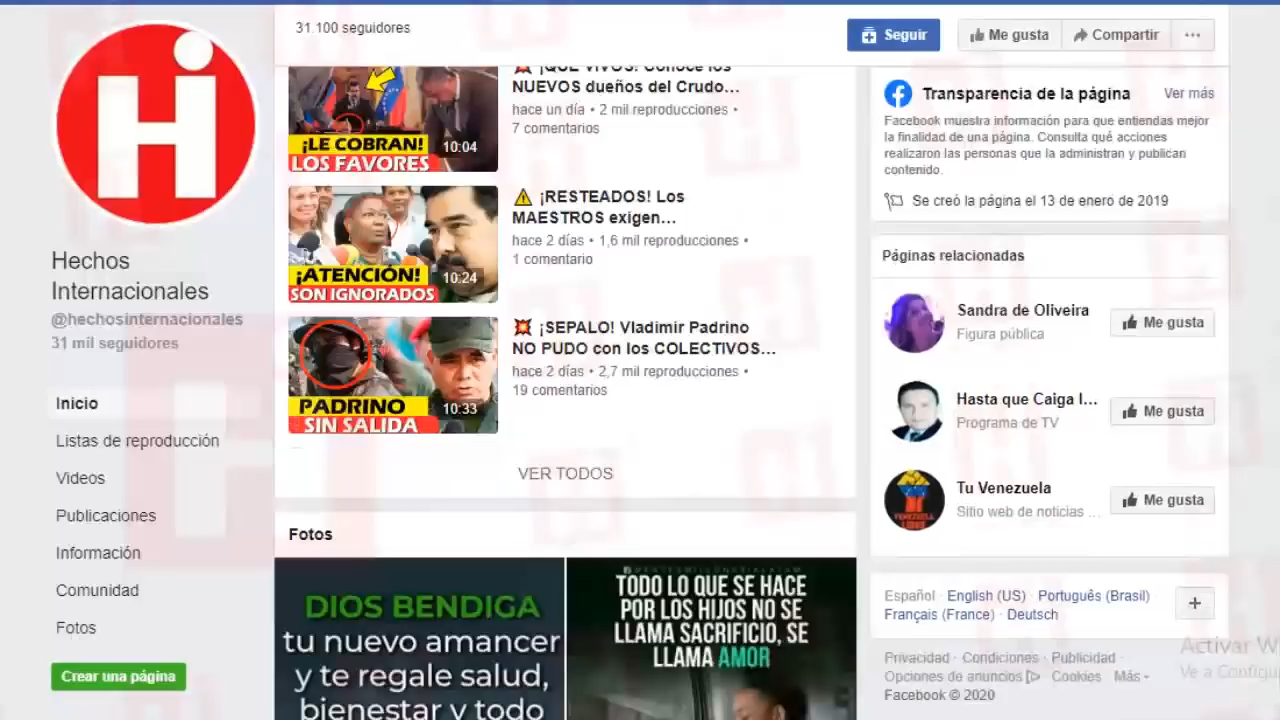 Hi
Hechos
Internacionales
@hechosinternacionales
31 mil seguidores
Inicio
Listas de reproducción
Videos
Publicaciones
Información
Comunidad
Fotos
Crear una página
31.100 seguidores
Seguir
Me gusta
Compartir
¡QUE VIVOS! Conoce los
NUEVOS dueños del Crudo...
hace un día • 2 mil reproducciones •
7 comentarios
¡LE COBRAN!
LOS FAVORES
10:04
¡RESTEADOS! Los
MAESTROS exigen...
hace 2 días • 1,6 mil reproducciones •
1 comentario
¡ATENCIÓN!
SON IGNORADOS
10:24
¡SEPALO! Vladimir Padrino
NO PUDO con los COLECTIVOS...
hace 2 días • 2,7 mil reproducciones •
19 comentarios
PADRINO
SIN SALIDA
10:33
VER TODOS
Fotos
DIOS BENDIGA
tu nuevo amancer
y te regale salud,
bienestar y todo
TODO LO QUE SE HACE
POR LOS HIJOS NO SE
LLAMA SACRIFICIO, SE
LLAMA AMOR
Transparencia de la página
Ver más
Facebook muestra información para que entiendas mejor
la finalidad de una página. Consulta qué acciones
realizaron las personas que la administran y publican
contenido.
Se creó la página el 13 de enero de 2019
Páginas relacionadas
Sandra de Oliveira
Figura pública
Me gusta
Hasta que Caiga l...
Programa de TV
Me gusta
Tu Venezuela
Sitio web de noticias ...
Me gusta
Español · English (US) · Português (Brasil)
Français (France) · Deutsch
Privacidad · Condiciones · Publicidad
Opciones de anuncios · Cookies · Más
Facebook © 2020
Activar W
Ve a Configu